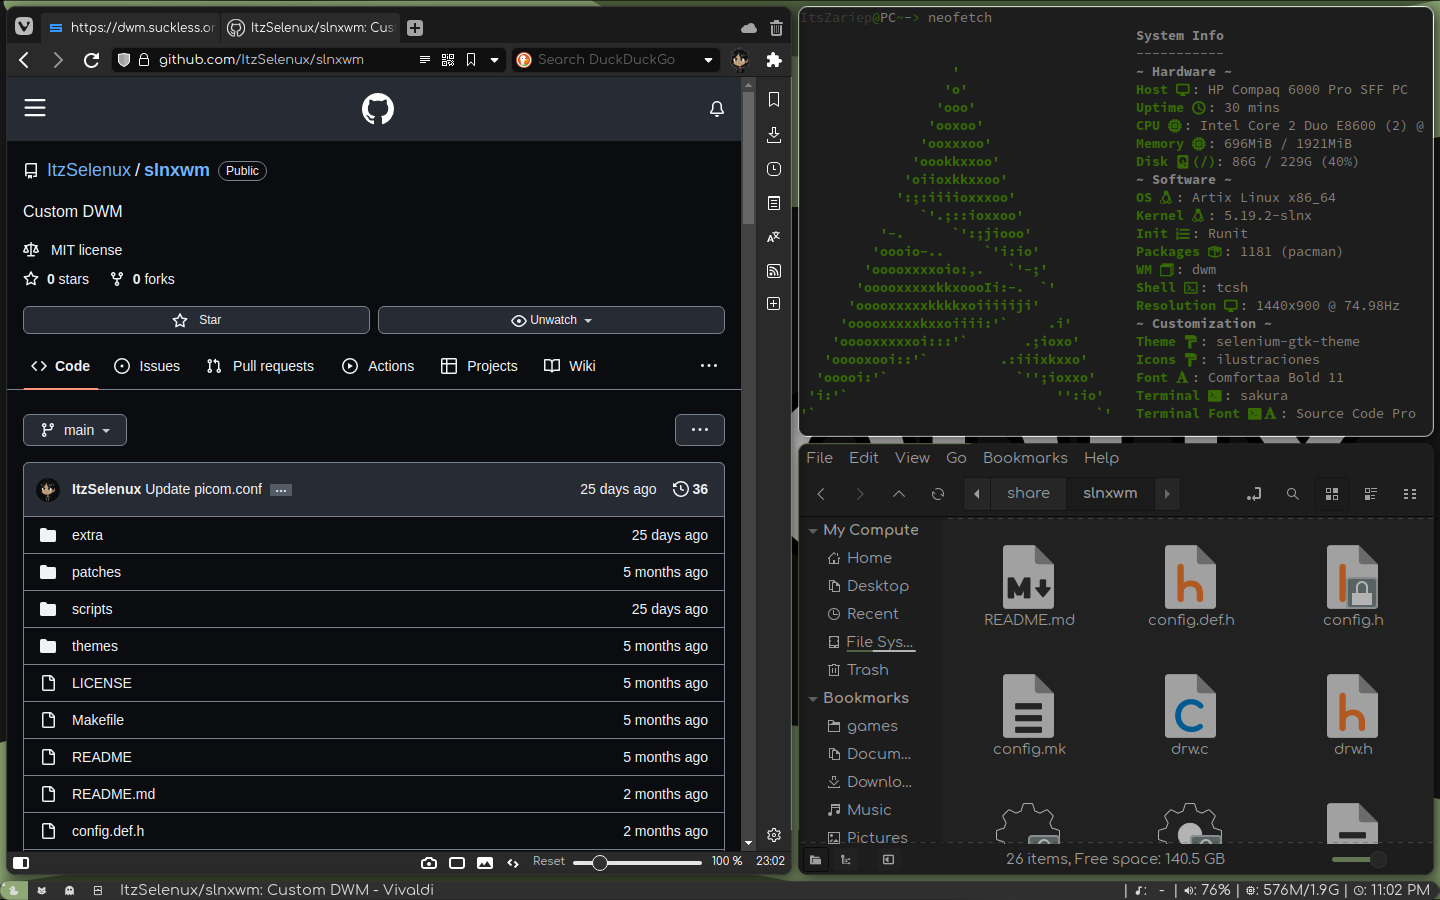 https://dwm.suckless.or
ItzSelenux/slnxwm: Cus
github.com/ItzSelenux/slnxwm
Search DuckDuckGo
ItzSelenux / slnxwm Public
Custom DWM
MIT license
0 stars 0 forks
Star
Unwatch
Code Issues Pull requests Actions Projects Wiki
main
ItzSelenux Update picom.conf ... 25 days ago 36
extra 25 days ago
patches 5 months ago
scripts 25 days ago
themes 5 months ago
LICENSE 5 months ago
Makefile 5 months ago
README 5 months ago
README.md 2 months ago
config.def.h 2 months ago
Reset 100 % 23:02
ItsZariep@PC~-> neofetch
System Info
-----------
~ Hardware ~
Host : HP Compaq 6000 Pro SFF PC
Uptime : 30 mins
CPU : Intel Core 2 Duo E8600 (2) @
Memory : 696MiB / 1921MiB
Disk (/): 86G / 229G (40%)
~ Software ~
OS : Artix Linux x86_64
Kernel : 5.19.2-slnx
Init : Runit
Packages : 1181 (pacman)
WM : dwm
Shell : tcsh
Resolution : 1440x900 @ 74.98Hz
~ Customization ~
Theme : selenium-gtk-theme
Icons : ilustraciones
Font : Comfortaa Bold 11
Terminal : sakura
Terminal Font : Source Code Pro
File Edit View Go Bookmarks Help
share slnxwm
My Compute
Home
Desktop
Recent
File Sys...
Trash
Bookmarks
games
Docum...
Downlo...
Music
Pictures
README.md config.def.h config.h
config.mk drw.c drw.h
26 items, Free space: 140.5 GB
ItzSelenux/slnxwm: Custom DWM - Vivaldi
| : - | : 76% | : 576M/1.9G | : 11:02 PM